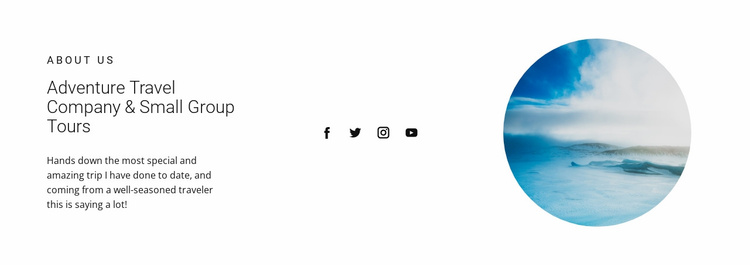 ABOUT US
Adventure Travel
Company & Small Group
Tours
Hands down the most special and
amazing trip I have done to date, and
coming from a well-seasoned traveler
this is saying a lot!